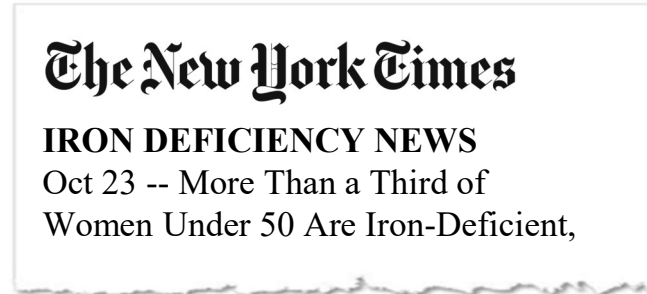 The New York Times
IRON DEFICIENCY NEWS
Oct 23 -- More Than a Third of
Women Under 50 Are Iron-Deficient,